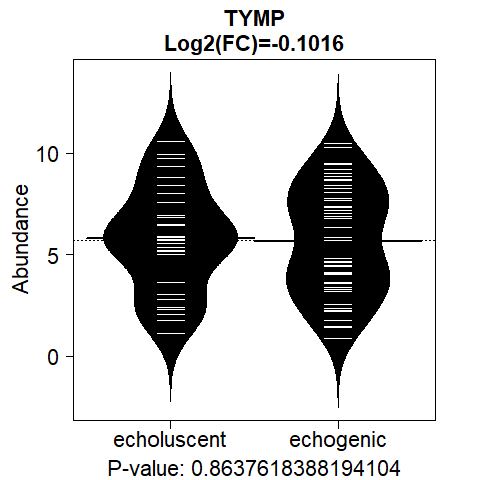 TYMP
Log2(FC)=-0.1016
Abundance
10
5
0
echoluscent echogenic
P-value: 0.8637618388194104